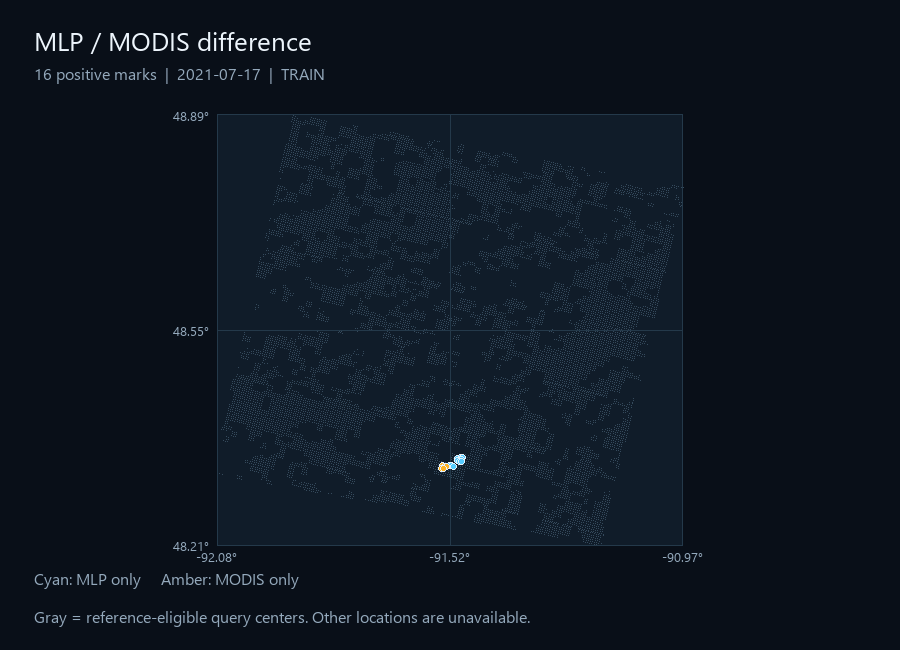 MLP / MODIS difference
16 positive marks | 2021-07-17 | TRAIN
48.89°
48.55°
48.21°
-92.08° -91.52° -90.97°
Cyan: MLP only Amber: MODIS only
Gray = reference-eligible query centers. Other locations are unavailable.